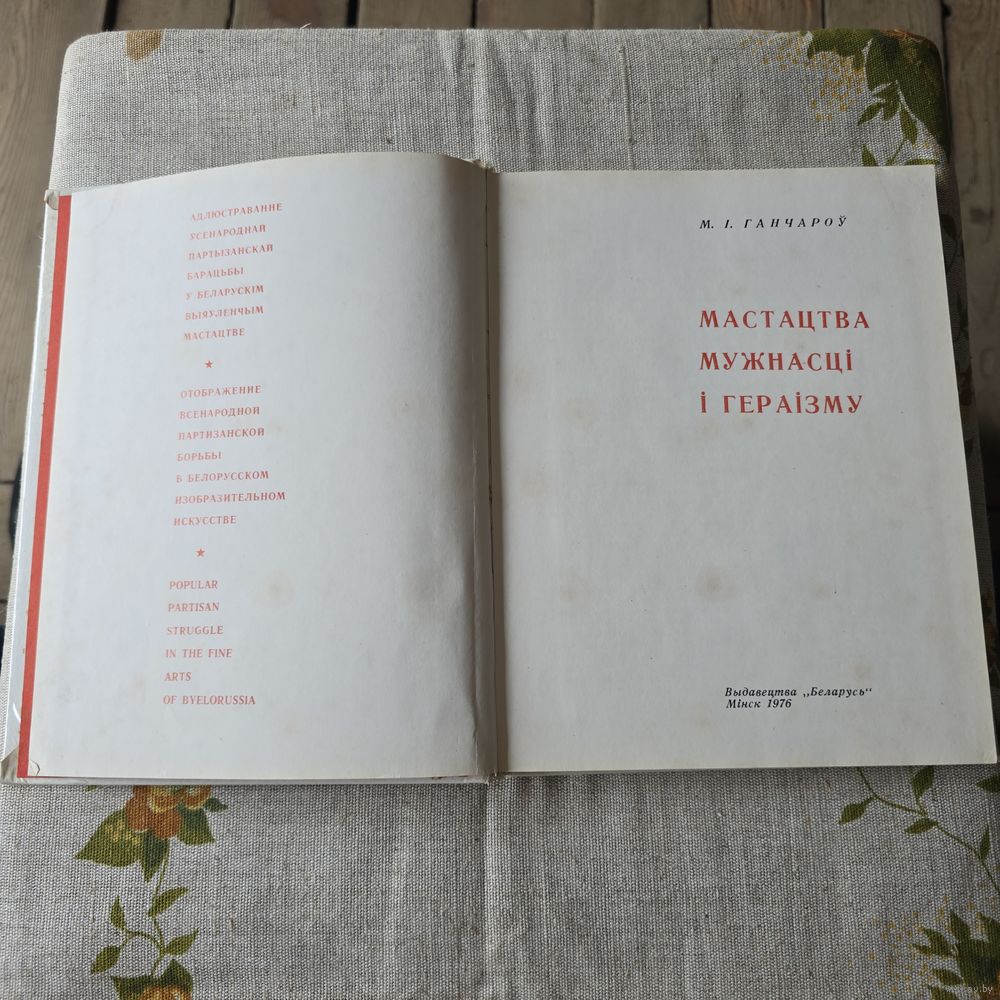 АДЛЮСТРАВАННЕ
УСЕНАРОДНАЙ
ПАРТЫЗАНСКАЙ
БАРАЦЬБЫ
У БЕЛАРУСКІМ
ВЫЯУЛЕНЧЫМ
МАСТАЦТВЕ
★
ОТОБРАЖЕНИЕ
ВСЕНАРОДНОЙ
ПАРТИЗАНСКОЙ
БОРЬБЫ
В БЕЛОРУССКОМ
ИЗОБРАЗИТЕЛЬНОМ
ИСКУССТВЕ
★
POPULAR
PARTISAN
STRUGGLE
IN THE FINE
ARTS
OF BYELORUSSIA
М. І. ГАНЧАРОЎ
МАСТАЦТВА
МУЖНАСЦІ
І ГЕРАІЗМУ
Выдавецтва „Беларусь“
Мінск 1976